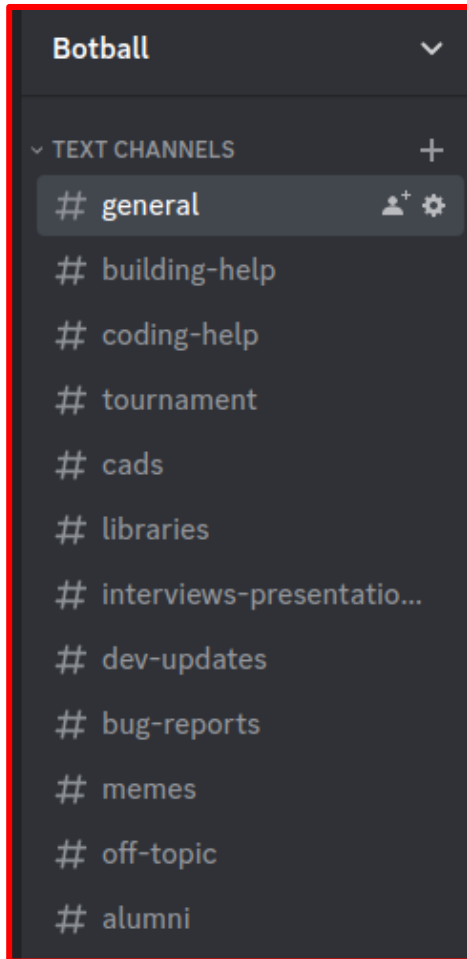 Botball
TEXT CHANNELS
# general
# building-help
# coding-help
# tournament
# cads
# libraries
# interviews-presentatio...
# dev-updates
# bug-reports
# memes
# off-topic
# alumni